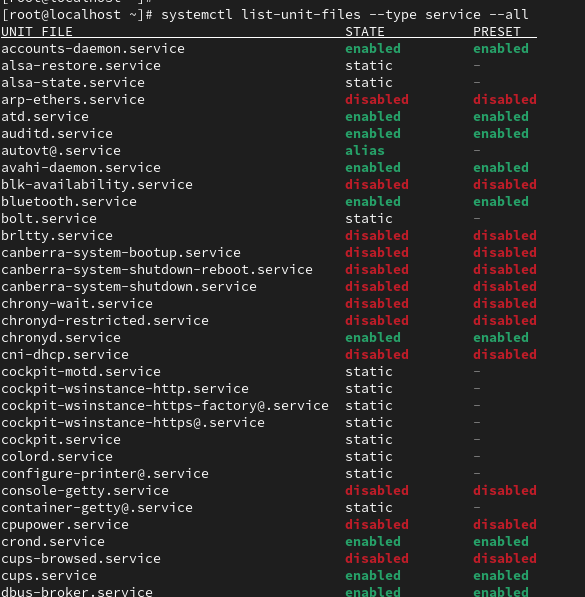 [root@localhost ~]# systemctl list-unit-files --type service --all
UNIT FILE STATE PRESET
accounts-daemon.service enabled enabled
alsa-restore.service static -
alsa-state.service static -
arp-ethers.service disabled disabled
atd.service enabled enabled
auditd.service enabled enabled
autovt@.service alias -
avahi-daemon.service enabled enabled
blk-availability.service disabled disabled
bluetooth.service enabled enabled
bolt.service static -
brltty.service disabled disabled
canberra-system-bootup.service disabled disabled
canberra-system-shutdown-reboot.service disabled disabled
canberra-system-shutdown.service disabled disabled
chrony-wait.service disabled disabled
chronyd-restricted.service disabled disabled
chronyd.service enabled enabled
cni-dhcp.service disabled disabled
cockpit-motd.service static -
cockpit-wsinstance-http.service static -
cockpit-wsinstance-https-factory@.service static -
cockpit-wsinstance-https@.service static -
cockpit.service static -
colord.service static -
configure-printer@.service static -
console-getty.service disabled disabled
container-getty@.service static -
cpupower.service disabled disabled
crond.service enabled enabled
cups-browsed.service disabled disabled
cups.service enabled enabled
dbus-broker.service enabled enabled